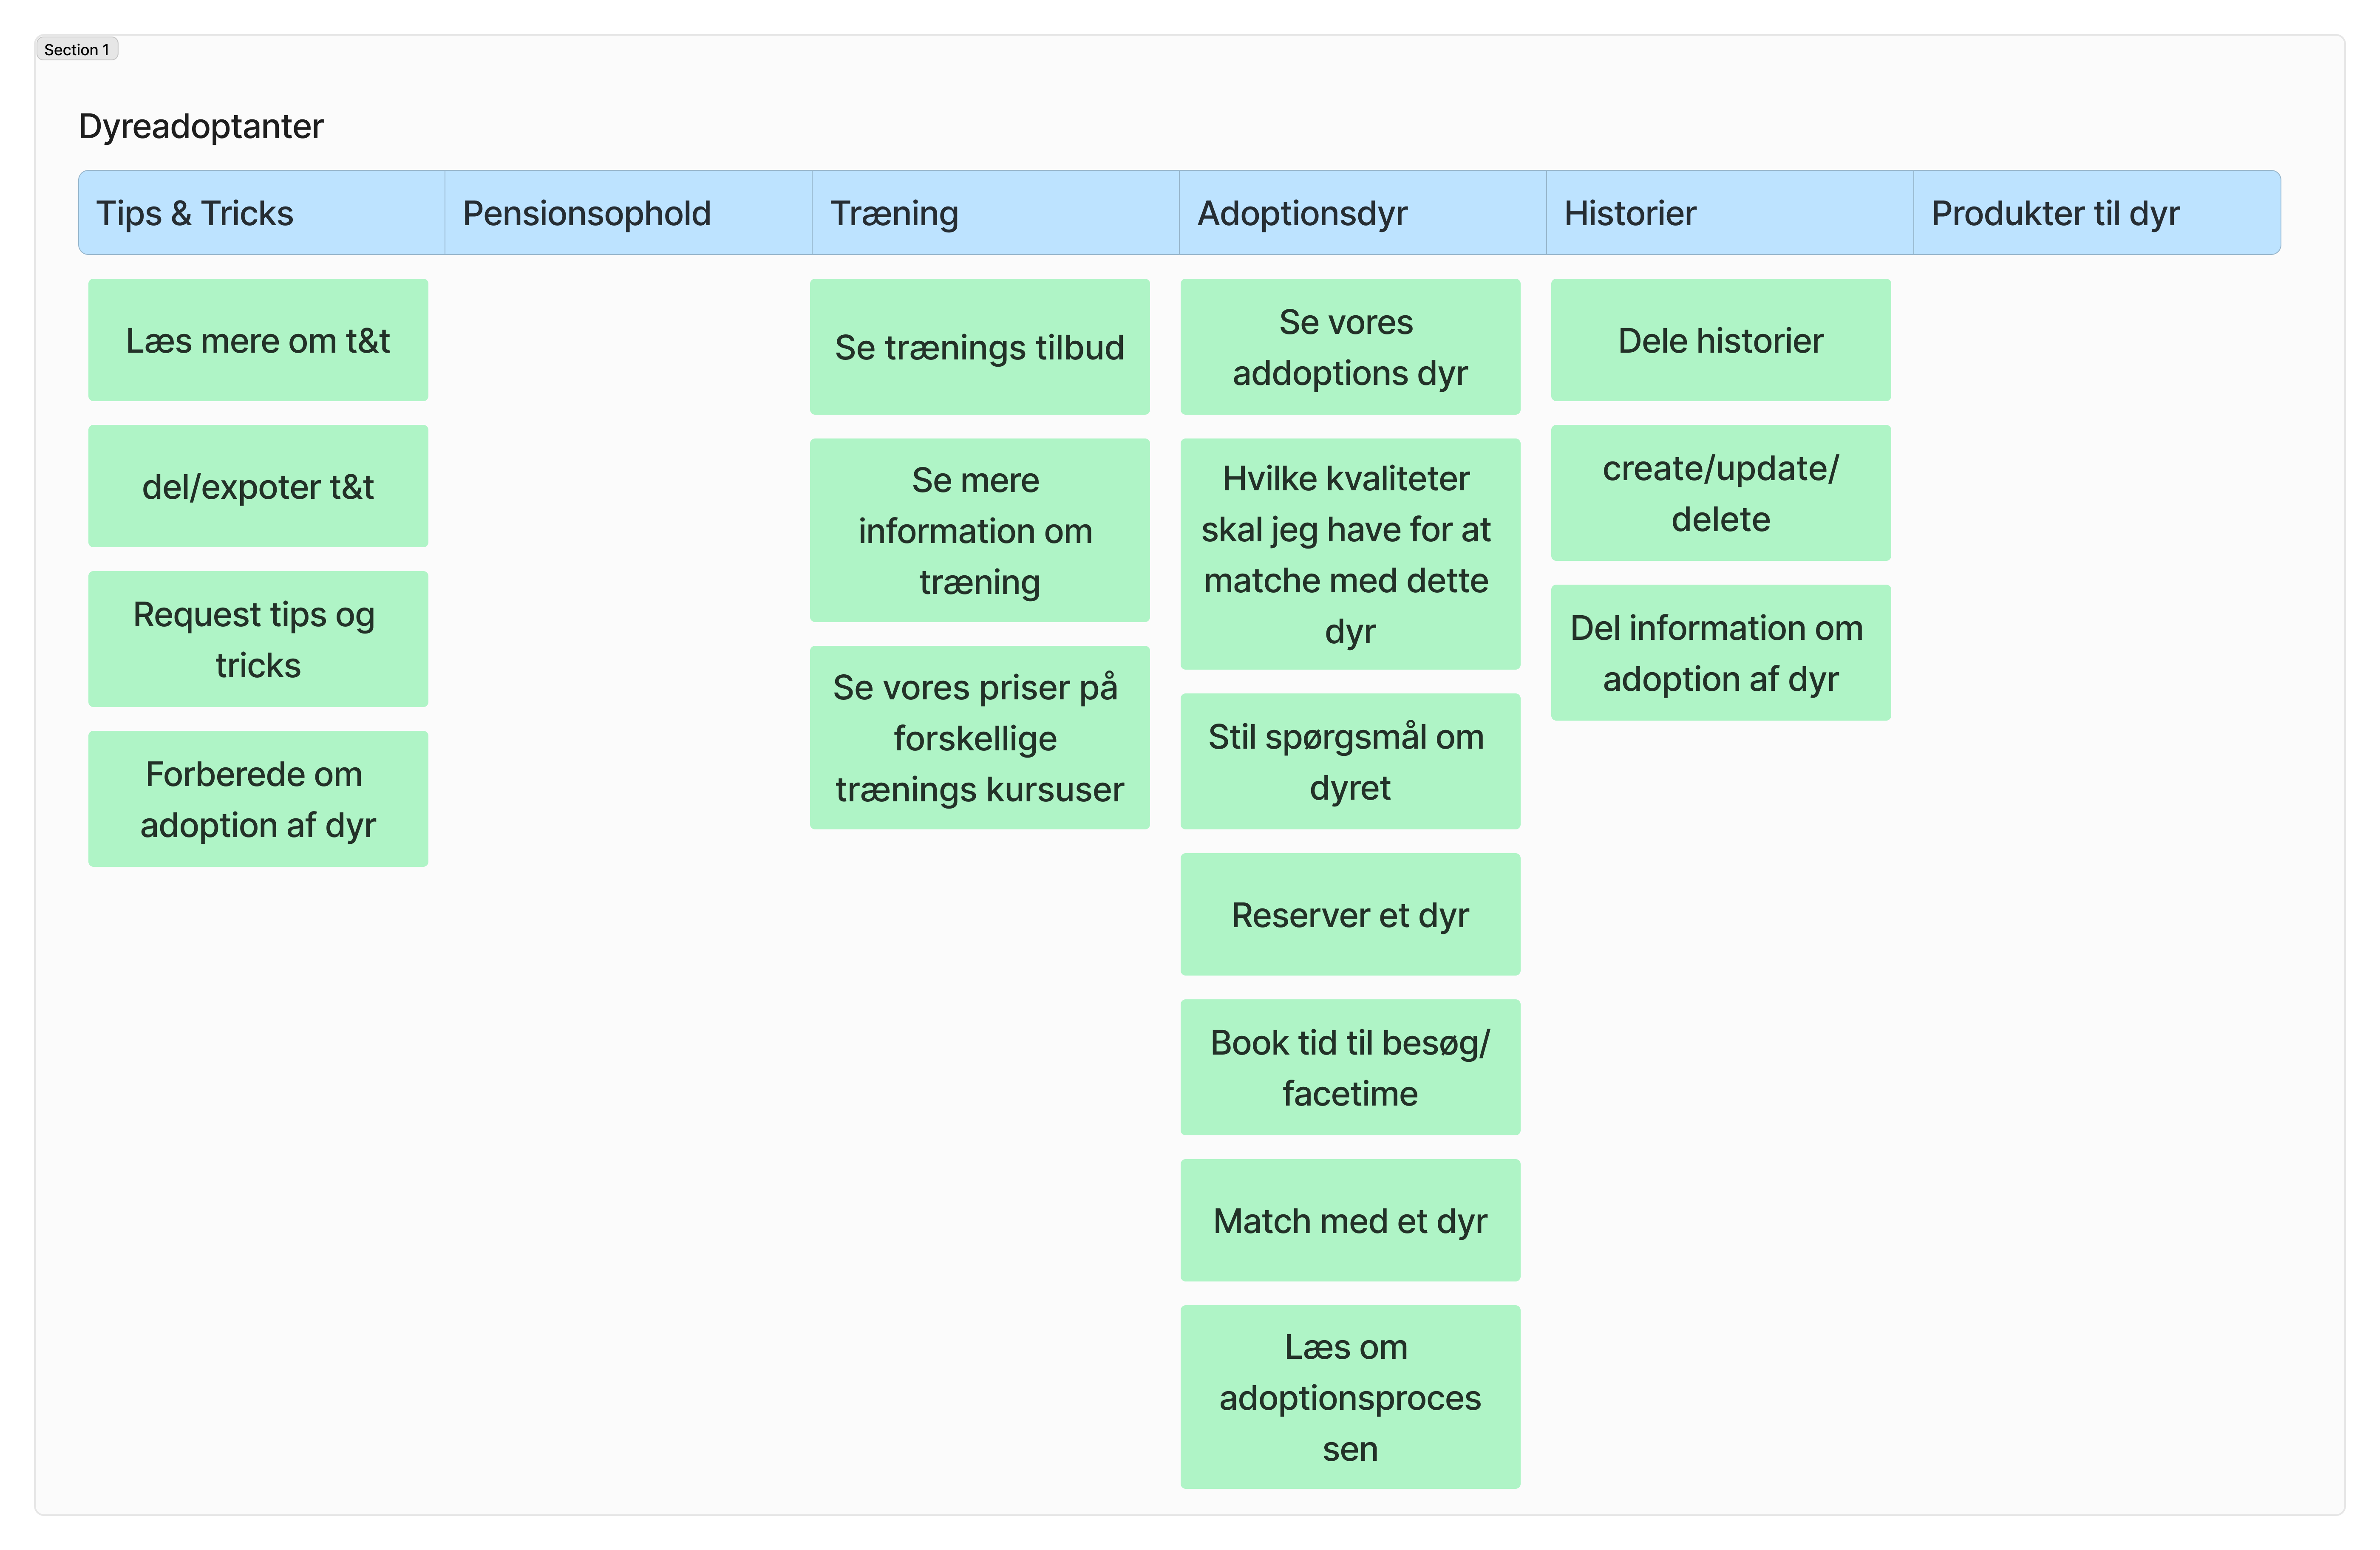 Section 1
Dyreadoptanter
Tips & Tricks
Pensionsophold
Træning
Adoptionsdyr
Historier
Produkter til dyr
Læs mere om t&t
del/expoter t&t
Request tips og
tricks
Forberede om
adoption af dyr
Se trænings tilbud
Se mere
information om
træning
Se vores priser på
forskellige
trænings kursuser
Se vores
addoptions dyr
Hvilke kvaliteter
skal jeg have for at
matche med dette
dyr
Stil spørgsmål om
dyret
Reserver et dyr
Book tid til besøg/
facetime
Match med et dyr
Læs om
adoptionsproces
sen
Dele historier
create/update/
delete
Del information om
adoption af dyr